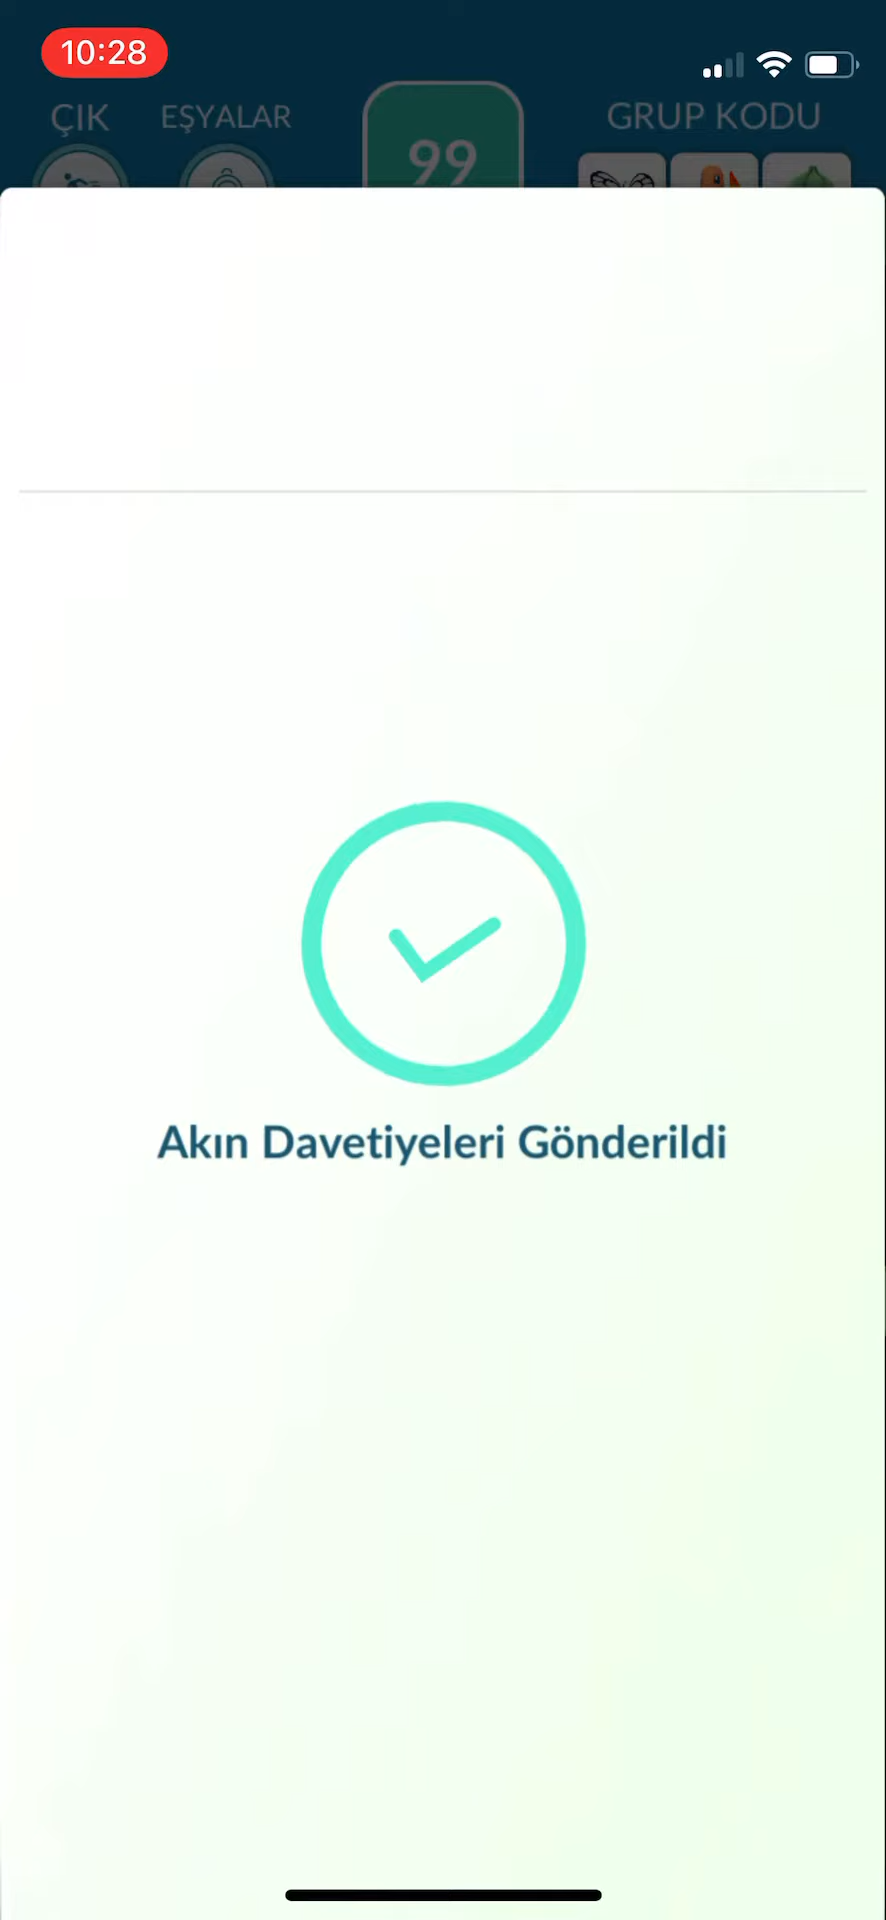 10:28
ÇIK
EŞYALAR
99
GRUP KODU
Akın Davetiyeleri Gönderildi